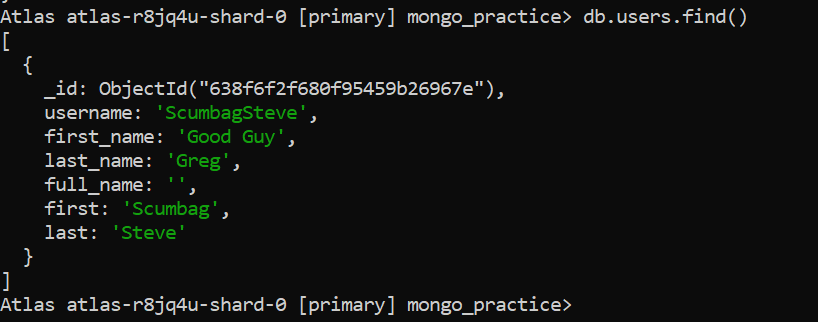 Atlas atlas-r8jq4u-shard-0 [primary] mongo_practice> db.users.find()
[
  {
    _id: ObjectId("638f6f2f680f95459b26967e"),
    username: 'ScumbagSteve',
    first_name: 'Good Guy',
    last_name: 'Greg',
    full_name: '',
    first: 'Scumbag',
    last: 'Steve'
  }
]
Atlas atlas-r8jq4u-shard-0 [primary] mongo_practice>